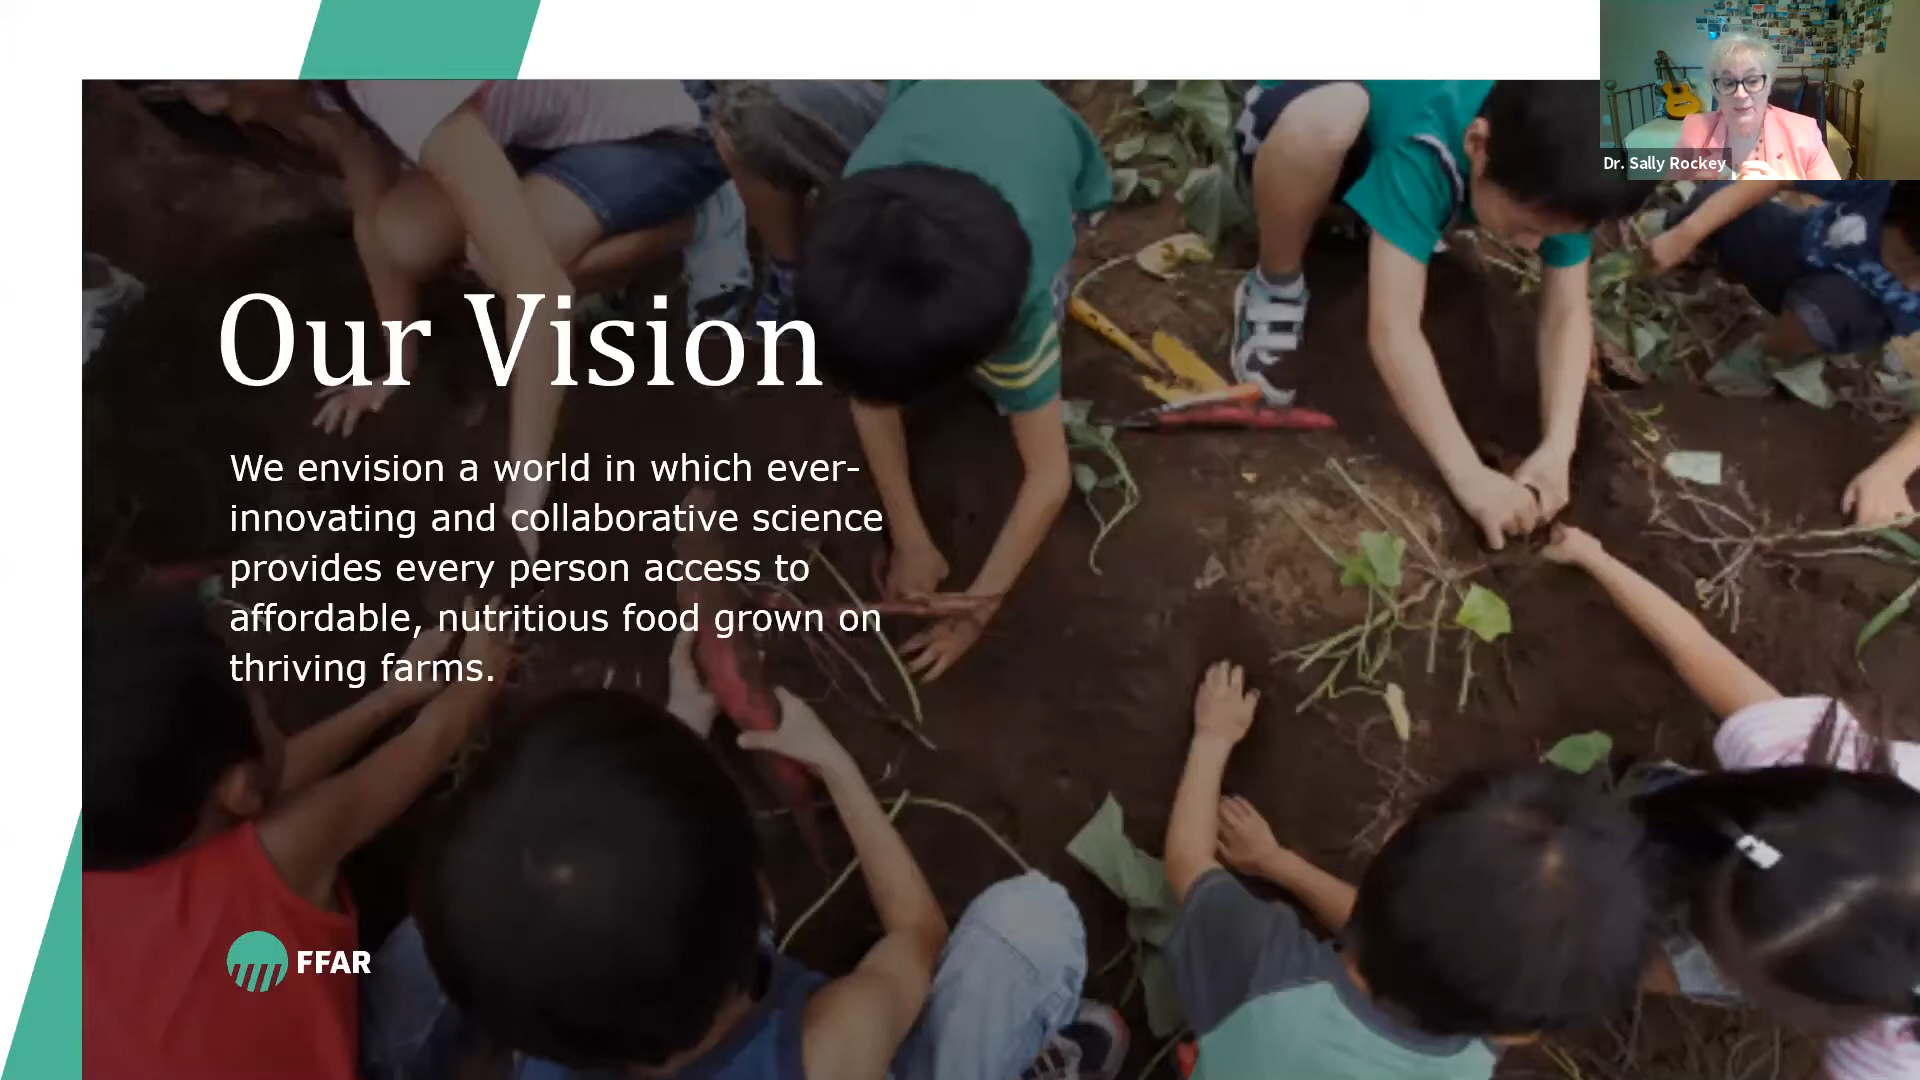 Dr. Sally Rockey
Our Vision
We envision a world in which ever-
innovating and collaborative science
provides every person access to
affordable, nutritious food grown on
thriving farms.
FFAR